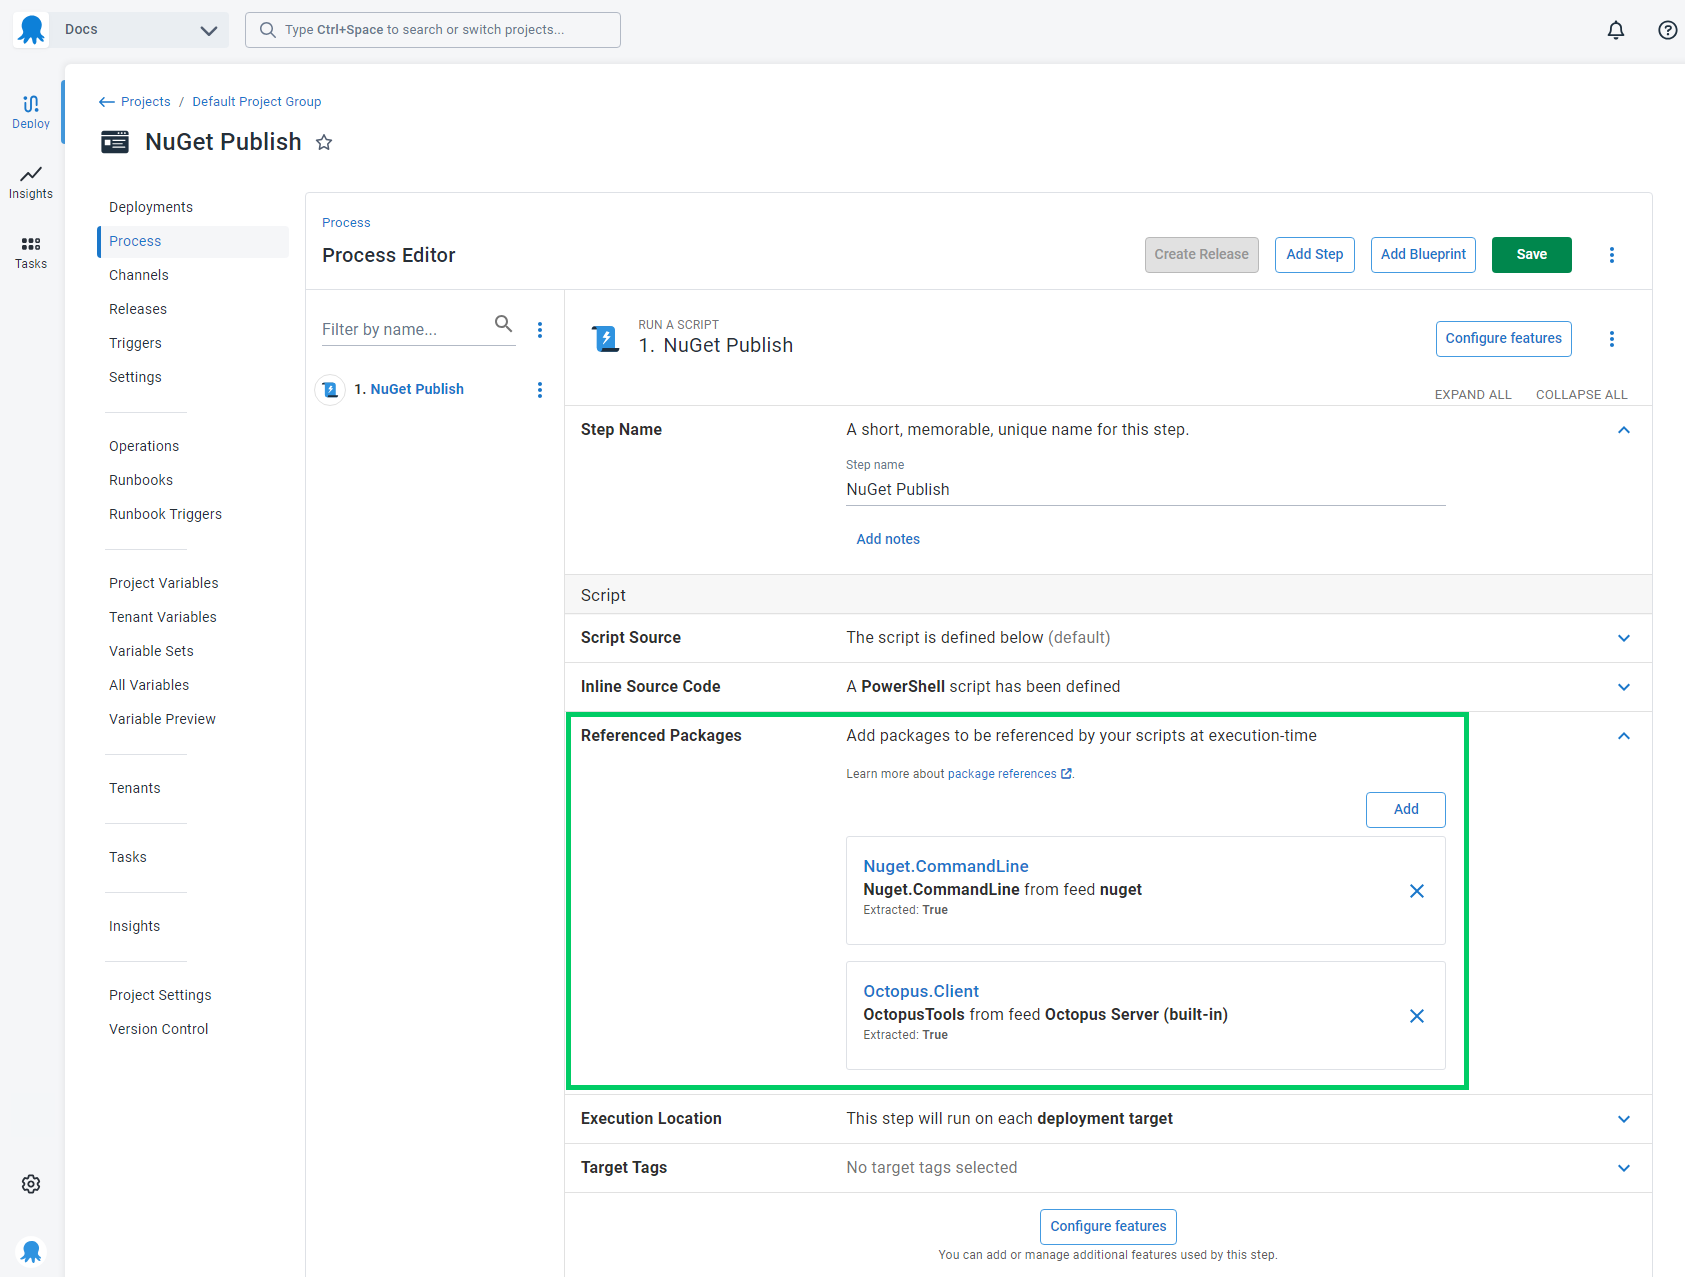 Docs
Type Ctrl+Space to search or switch projects...
Deploy
Insights
Tasks
Projects / Default Project Group
NuGet Publish
Deployments
Process
Channels
Releases
Triggers
Settings
Operations
Runbooks
Runbook Triggers
Project Variables
Tenant Variables
Variable Sets
All Variables
Variable Preview
Tenants
Tasks
Insights
Project Settings
Version Control
Process
Process Editor
Create Release
Add Step
Add Blueprint
Save
Filter by name...
1. NuGet Publish
RUN A SCRIPT
1. NuGet Publish
Configure features
EXPAND ALL
COLLAPSE ALL
Step Name
A short, memorable, unique name for this step.
Step name
NuGet Publish
Add notes
Script
Script Source
The script is defined below (default)
Inline Source Code
A PowerShell script has been defined
Referenced Packages
Add packages to be referenced by your scripts at execution-time
Learn more about package references.
Add
Nuget.CommandLine
Nuget.CommandLine from feed nuget
Extracted: True
Octopus.Client
OctopusTools from feed Octopus Server (built-in)
Extracted: True
Execution Location
This step will run on each deployment target
Target Tags
No target tags selected
Configure features
You can add or manage additional features used by this step.